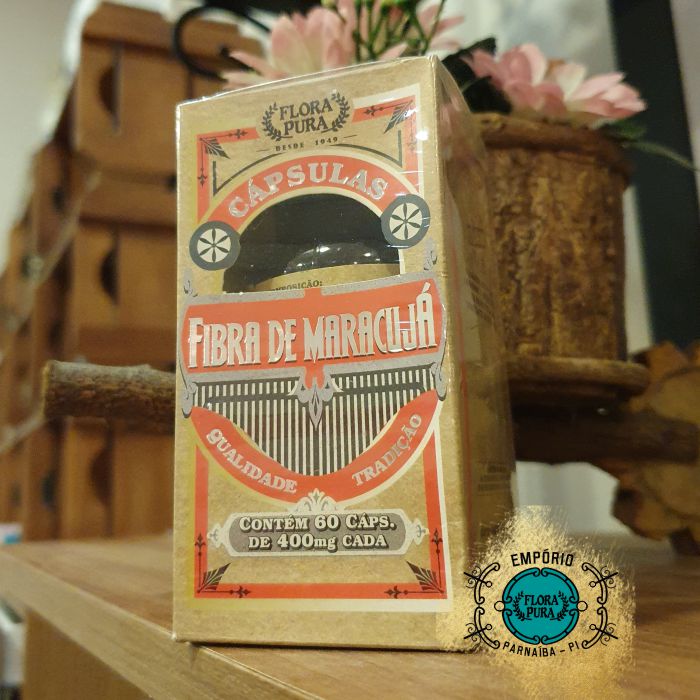 FLORA
PURA
DESDE 1949
CÁPSULAS
POSIÇÃO:
FIBRA DE MARACUJÁ
QUALIDADE
TRADIÇÃO
CONTÉM 60 CÁPS.
DE 400mg CADA
EMPÓRIO
FLORA
PURA
PARNAÍBA - PI